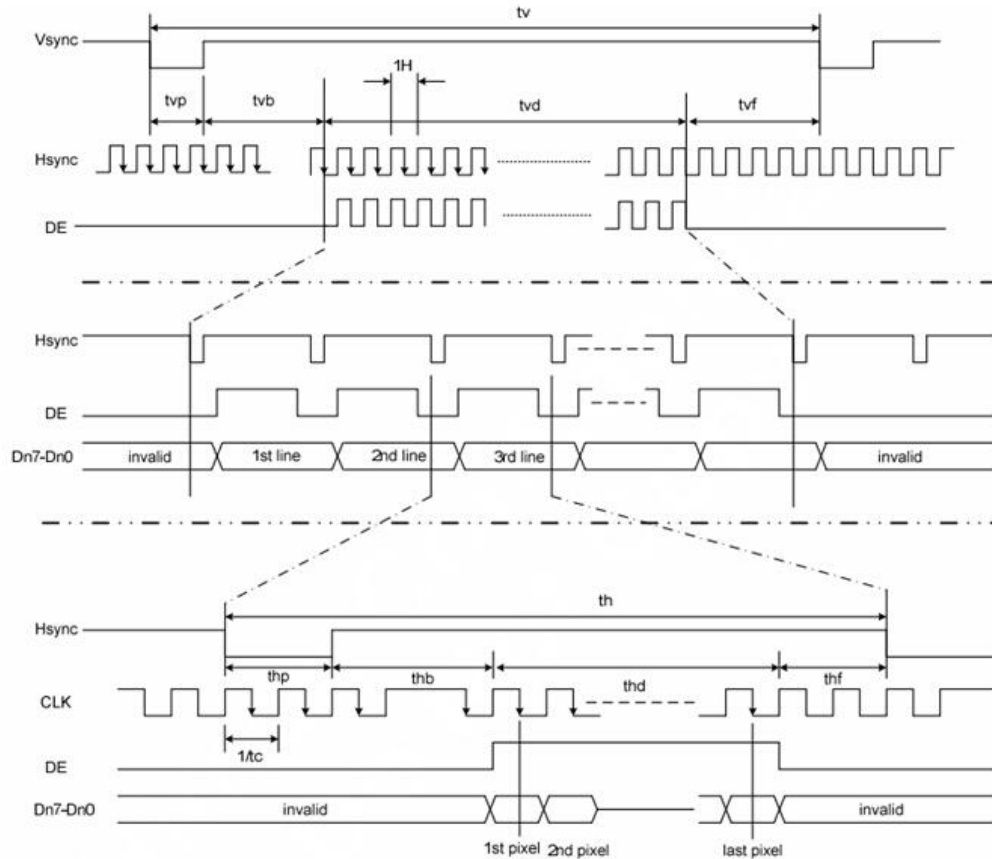 tv
Vsync
1H
tvp tvb tvd tvf
Hsync
DE
Hsync
DE
Dn7-Dn0 invalid 1st line 2nd line 3rd line invalid
th
Hsync
thp thb thd thf
CLK
1/tc
DE
Dn7-Dn0 invalid invalid
1st pixel 2nd pixel last pixel